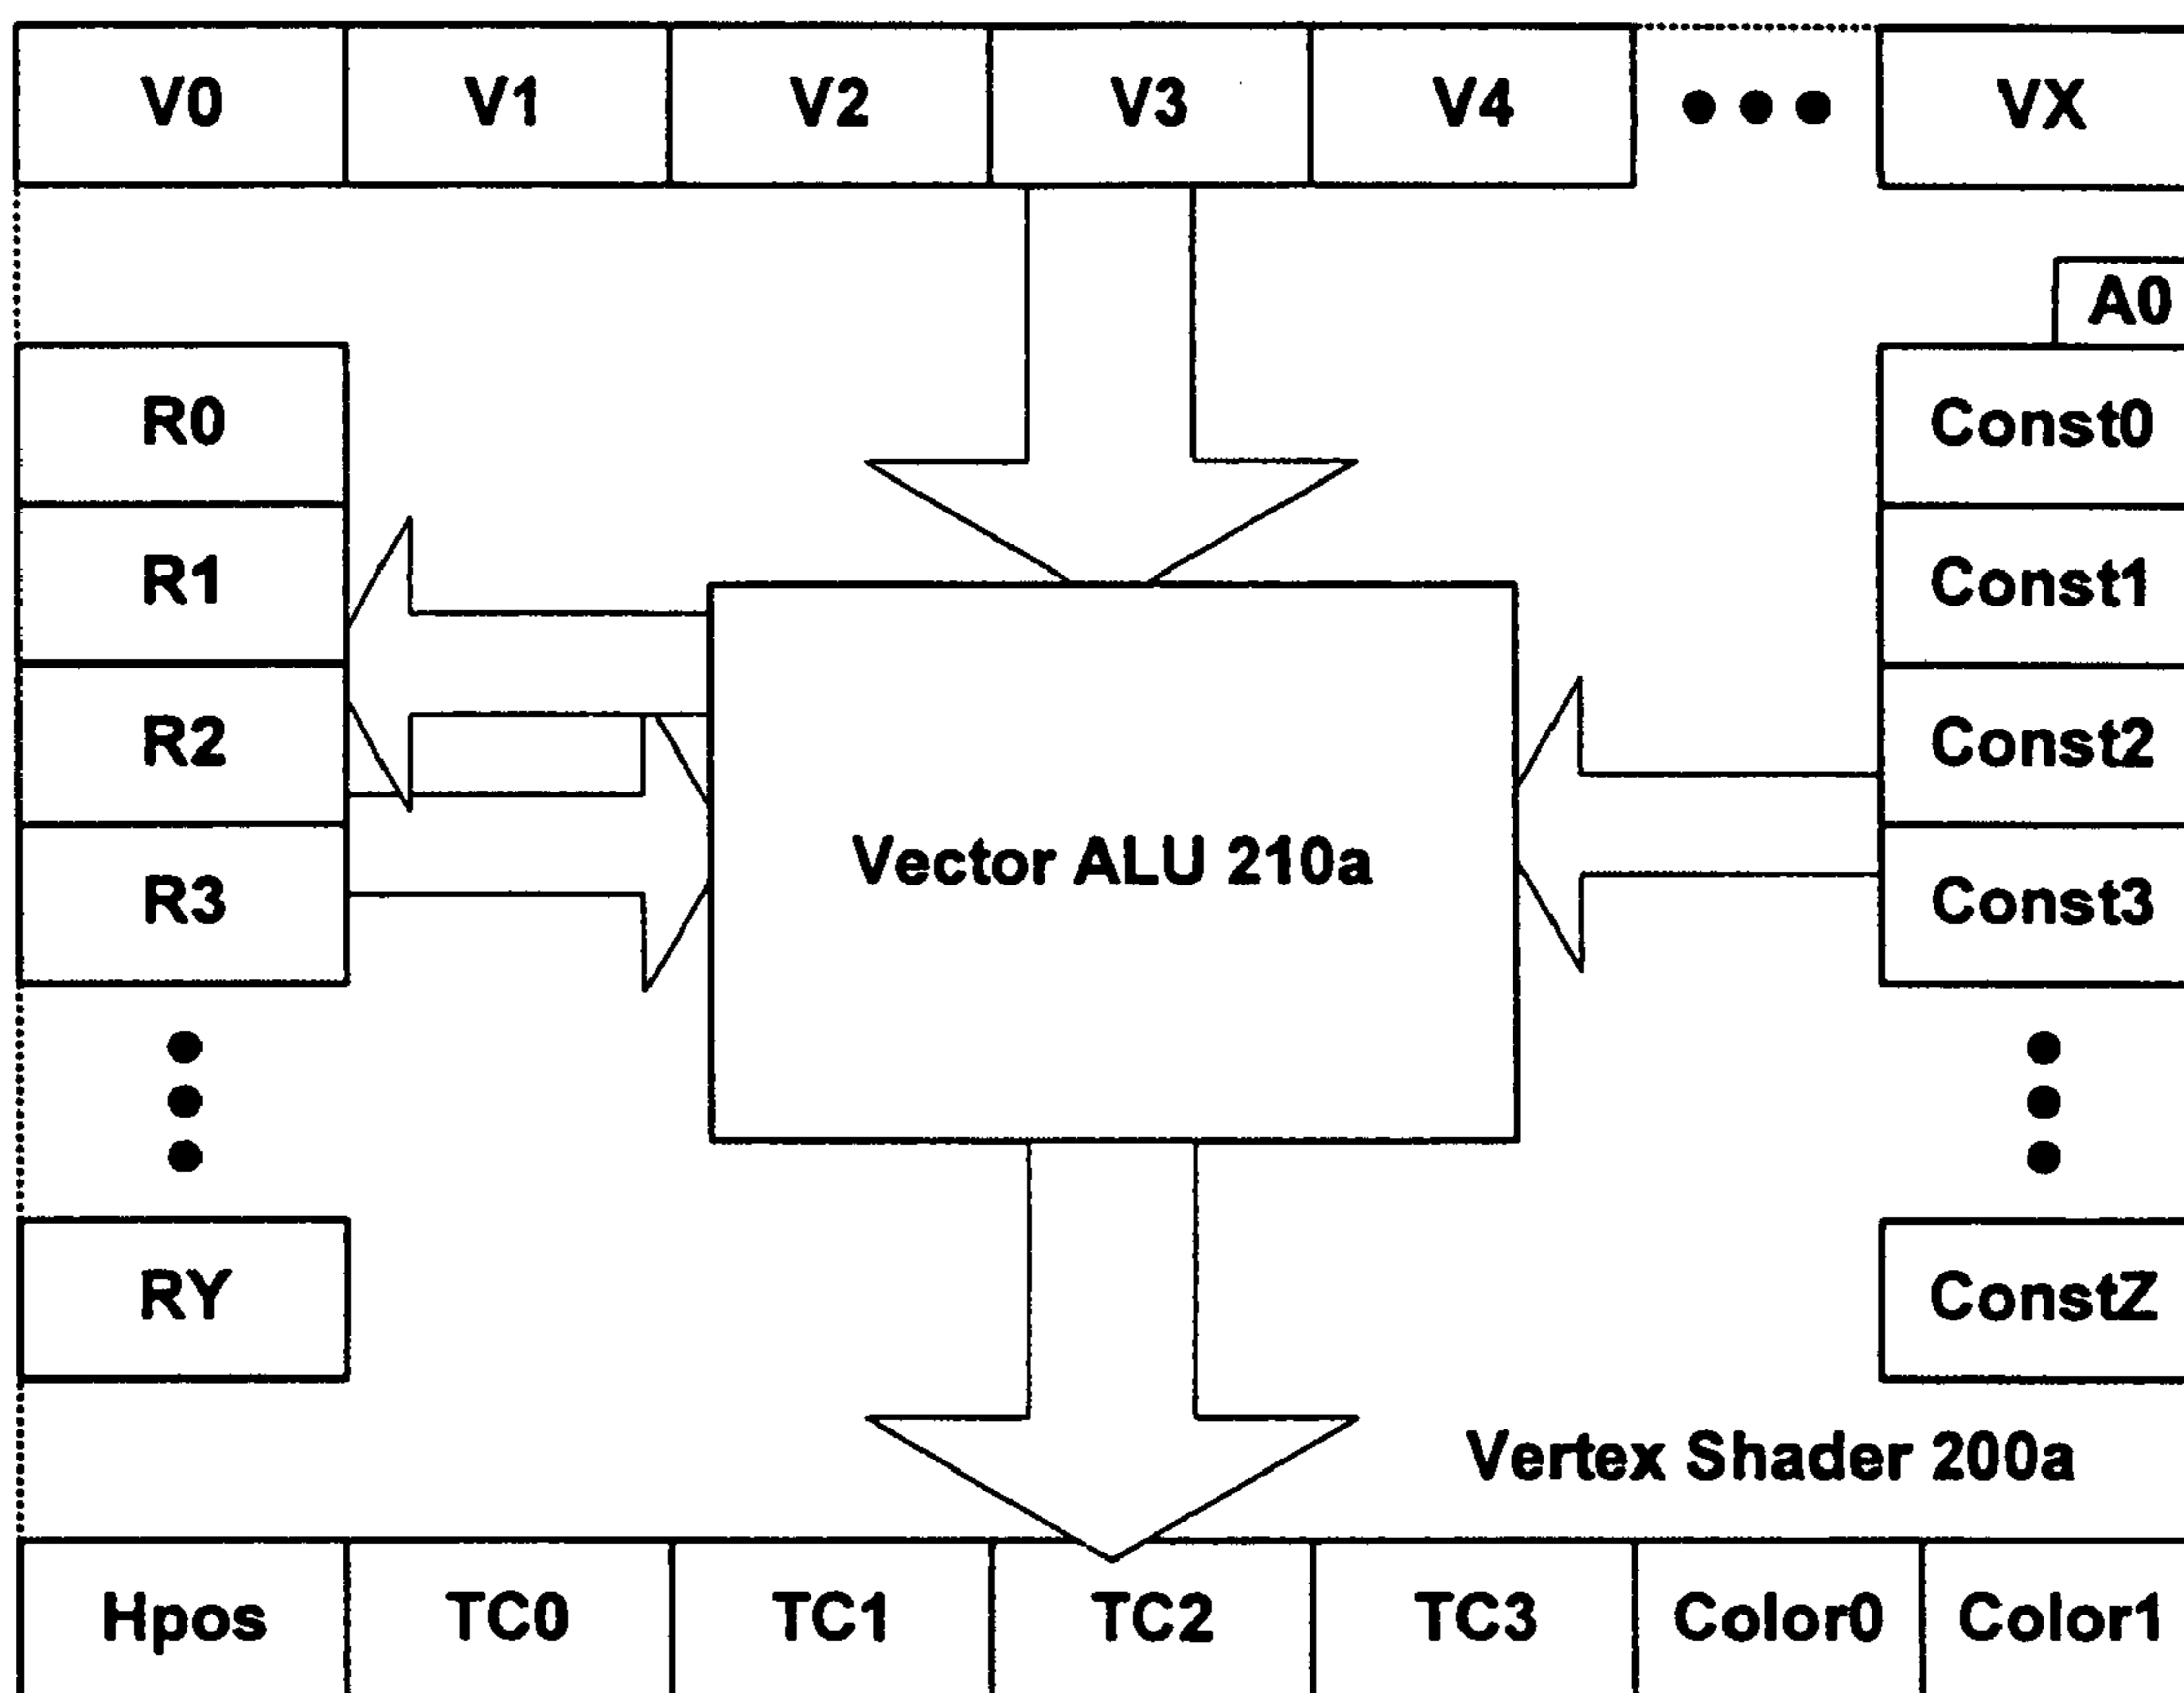 V0 V1 V2 V3 V4 VX
A0
R0 Const0
R1 Const1
R2 Const2
Vector ALU 210a
R3 Const3
RY ConstZ
Vertex Shader 200a
Hpos TC0 TC1 TC2 TC3 Color0 Color1